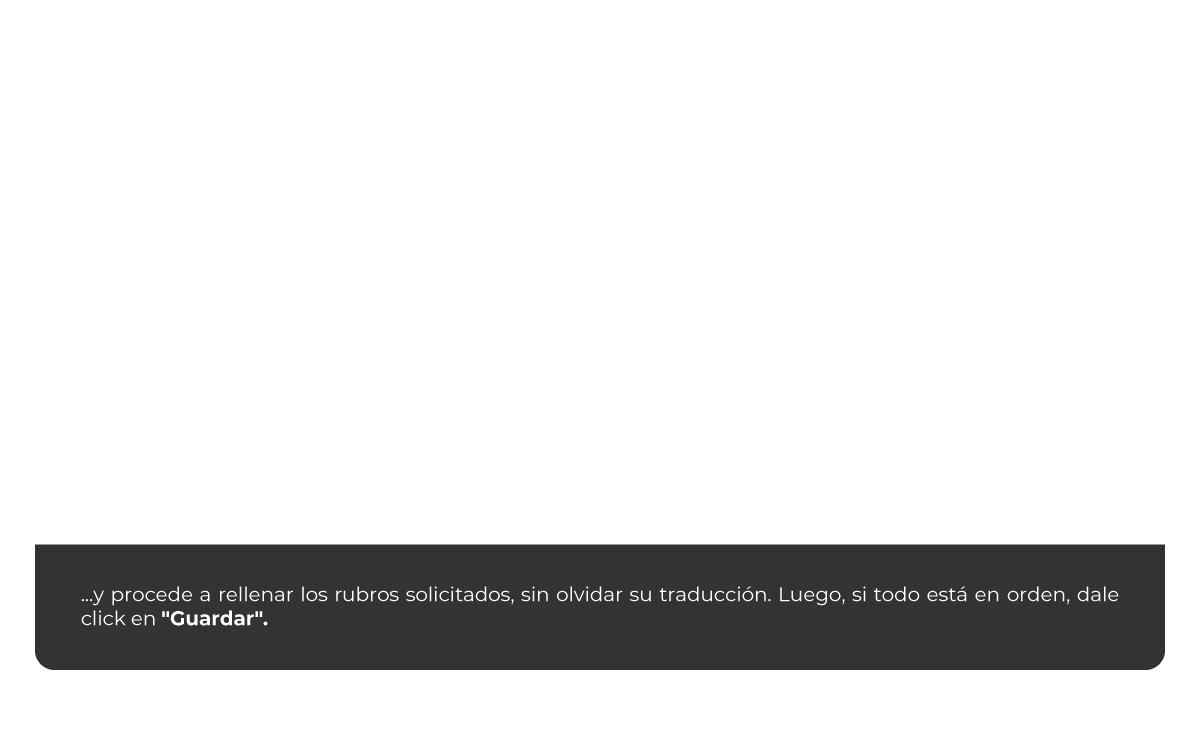 ...y procede a rellenar los rubros solicitados, sin olvidar su traducción. Luego, si todo está en orden, dale
click en "Guardar".